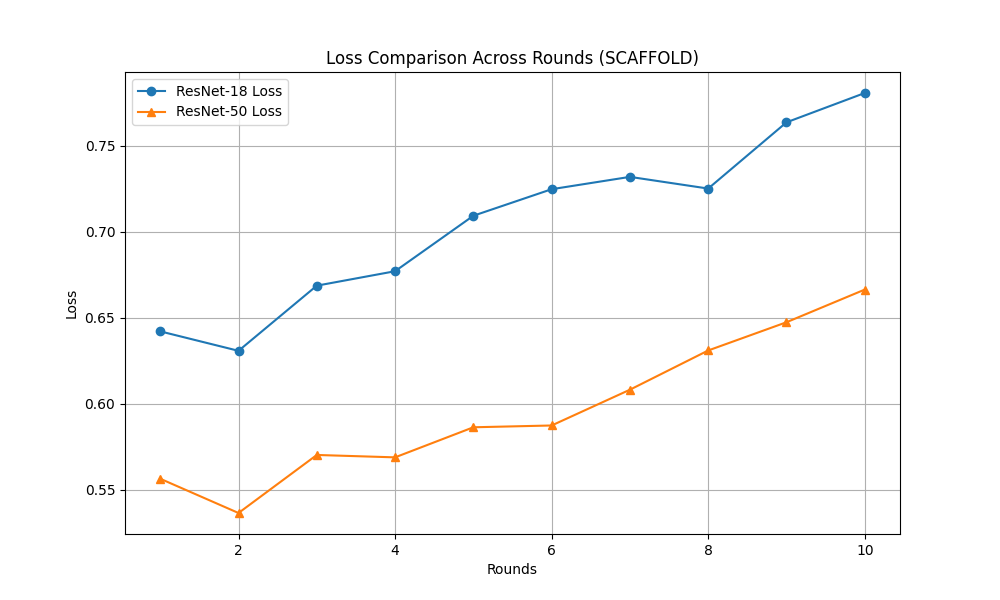 Loss Comparison Across Rounds (SCAFFOLD)
ResNet-18 Loss
ResNet-50 Loss
0.75
0.70
0.65
0.60
0.55
Loss
2 4 6 8 10
Rounds